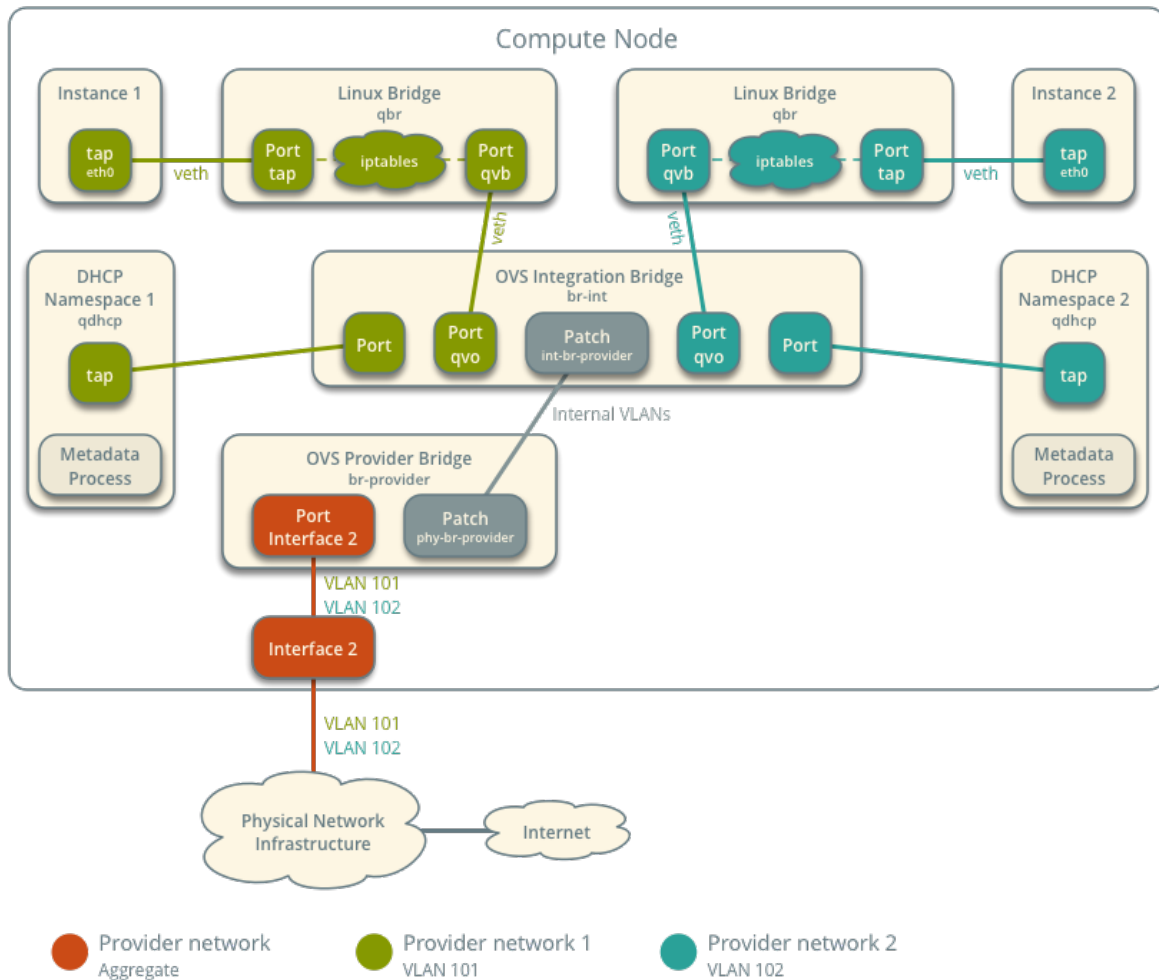 Compute Node
Instance 1
tap
eth0
veth
Linux Bridge
qbr
Port
tap
iptables
Port
qvb
veth
Linux Bridge
qbr
Port
qvb
iptables
Port
tap
veth
veth
Instance 2
tap
eth0
DHCP
Namespace 1
qdhcp
tap
Metadata
Process
OVS Integration Bridge
br-int
Port
Port
qvo
Patch
int-br-provider
Port
qvo
Port
DHCP
Namespace 2
qdhcp
tap
Metadata
Process
Internal VLANs
OVS Provider Bridge
br-provider
Port
Interface 2
Patch
phy-br-provider
VLAN 101
VLAN 102
Interface 2
VLAN 101
VLAN 102
Physical Network
Infrastructure
Internet
Provider network
Aggregate
Provider network 1
VLAN 101
Provider network 2
VLAN 102